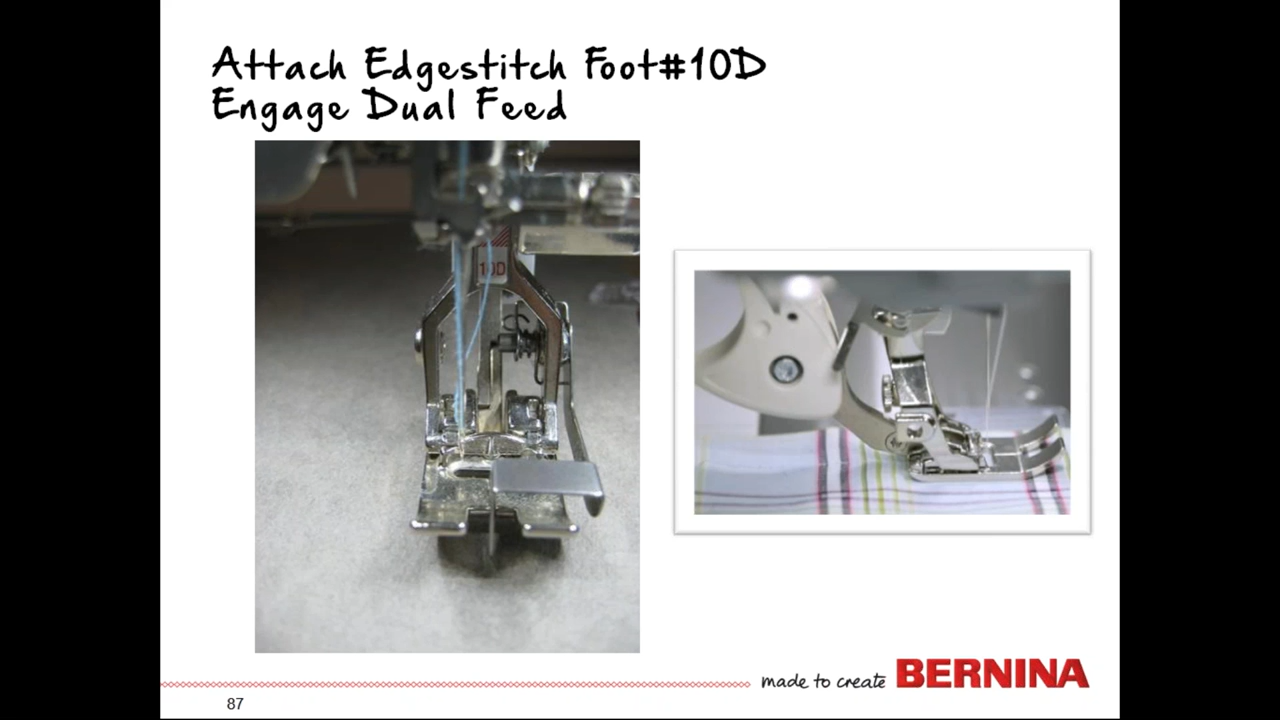 Attach Edgestitch Foot#10D
Engage Dual Feed
10D
made to create BERNINA
87